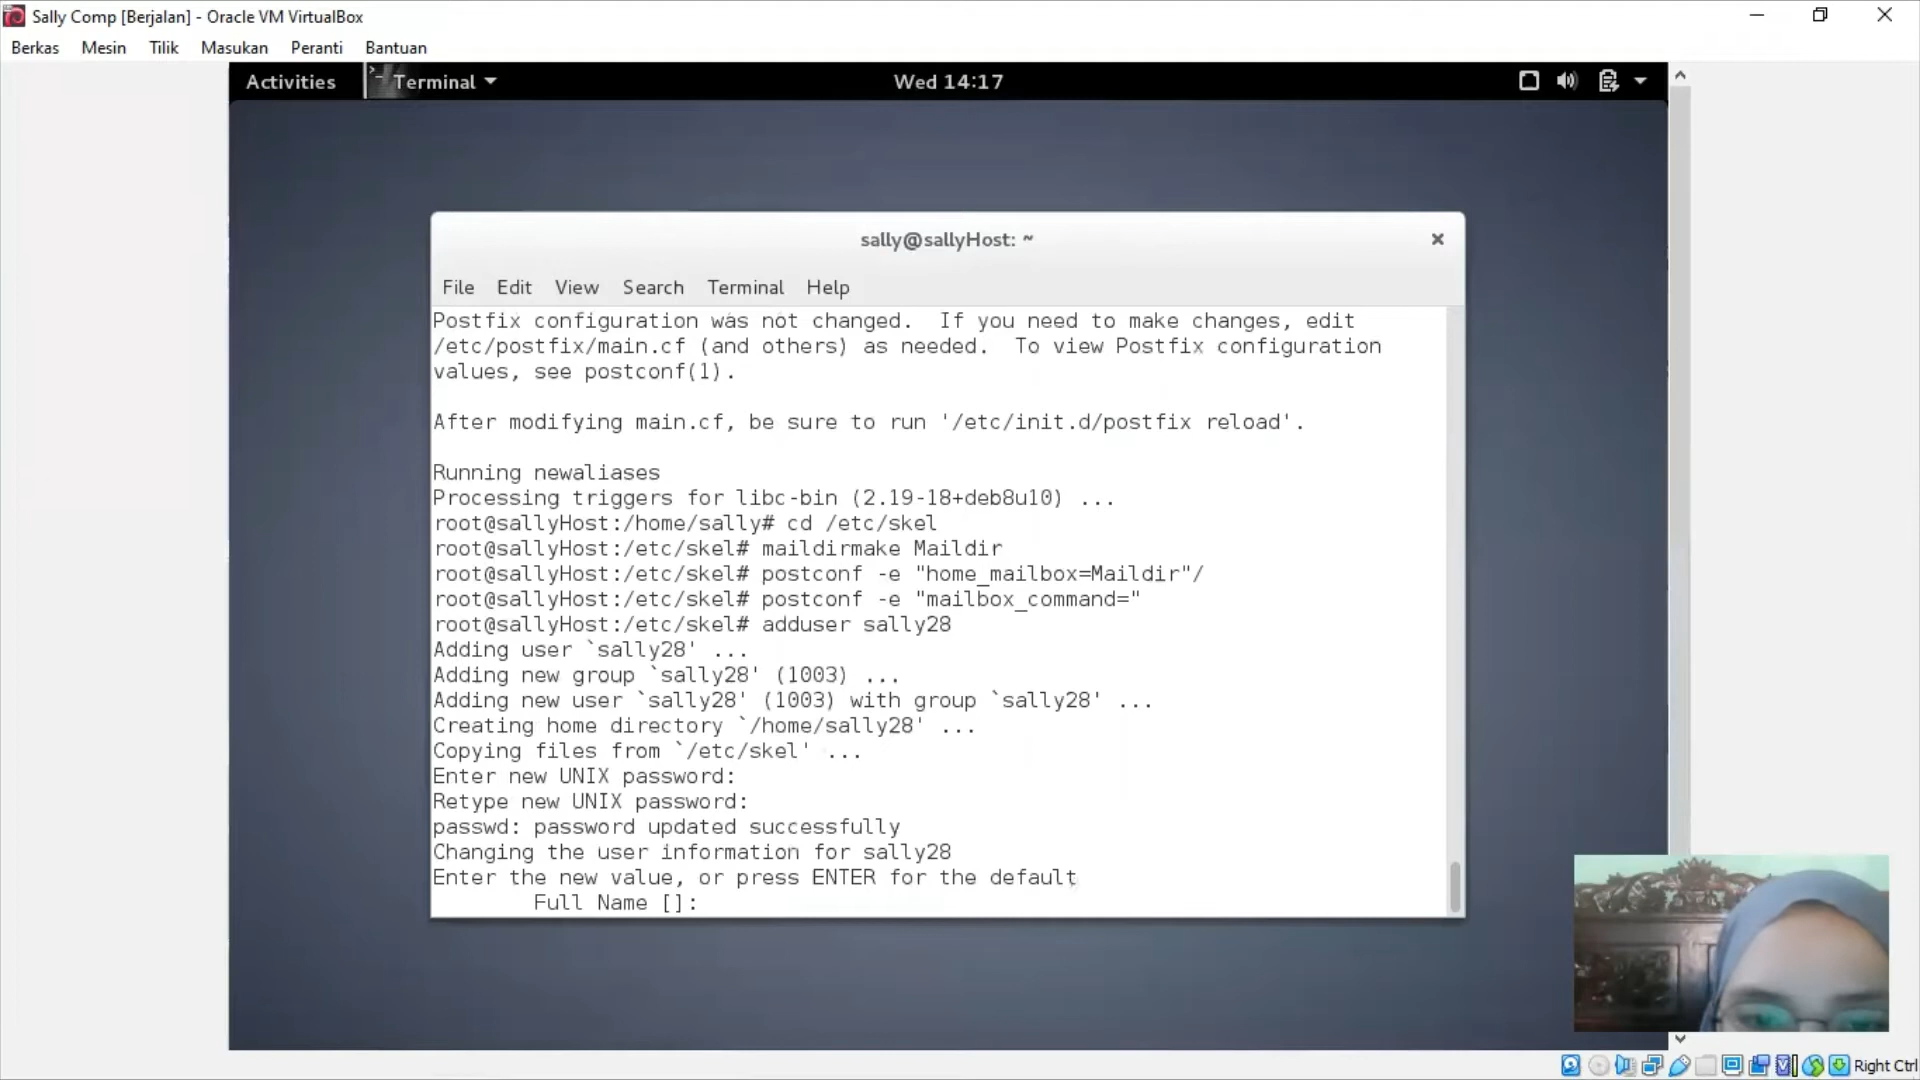 Sally Comp [Berjalan] - Oracle VM VirtualBox
Berkas Mesin Tilik Masukan Peranti Bantuan
Activities Terminal Wed 14:17
sally@sallyHost: ~
File Edit View Search Terminal Help
Postfix configuration was not changed.  If you need to make changes, edit
/etc/postfix/main.cf (and others) as needed.  To view Postfix configuration
values, see postconf(1).
After modifying main.cf, be sure to run '/etc/init.d/postfix reload'.
Running newaliases
Processing triggers for libc-bin (2.19-18+deb8u10) ...
root@sallyHost:/home/sally# cd /etc/skel
root@sallyHost:/etc/skel# maildirmake Maildir
root@sallyHost:/etc/skel# postconf -e "home_mailbox=Maildir"/
root@sallyHost:/etc/skel# postconf -e "mailbox_command="
root@sallyHost:/etc/skel# adduser sally28
Adding user `sally28' ...
Adding new group `sally28' (1003) ...
Adding new user `sally28' (1003) with group `sally28' ...
Creating home directory `/home/sally28' ...
Copying files from `/etc/skel' ...
Enter new UNIX password:
Retype new UNIX password:
passwd: password updated successfully
Changing the user information for sally28
Enter the new value, or press ENTER for the default
Full Name []:
Right Ctrl